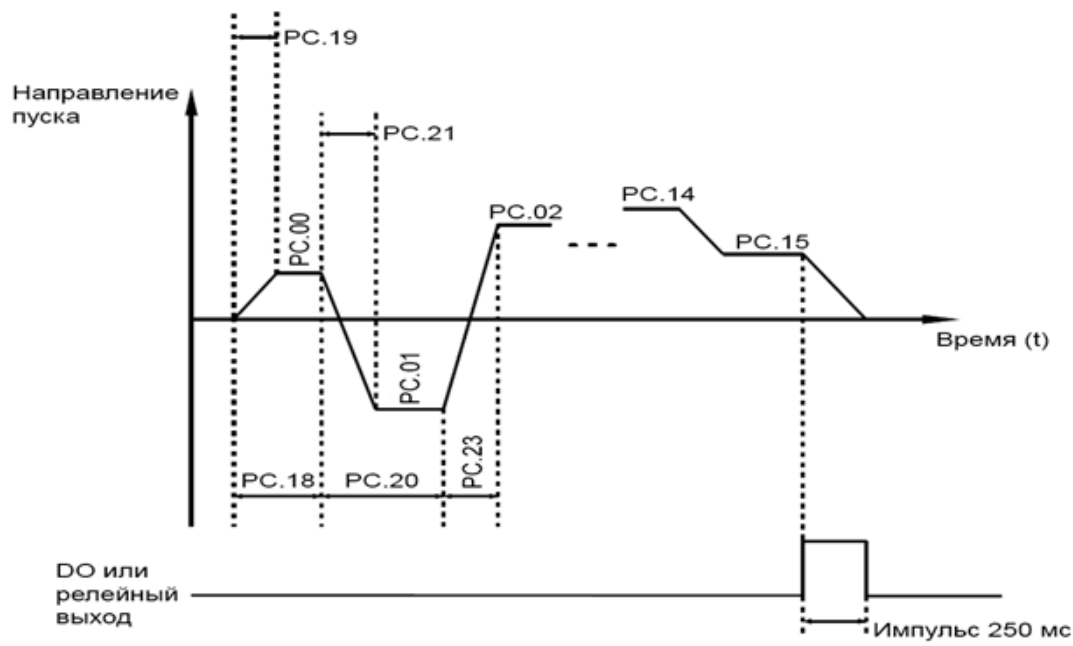 PC.19
Направление
пуска
PC.21
PC.00
PC.02
PC.14
PC.15
Время (t)
PC.01
PC.18
PC.20
PC.23
DO или
релейный
выход
Импульс 250 мс